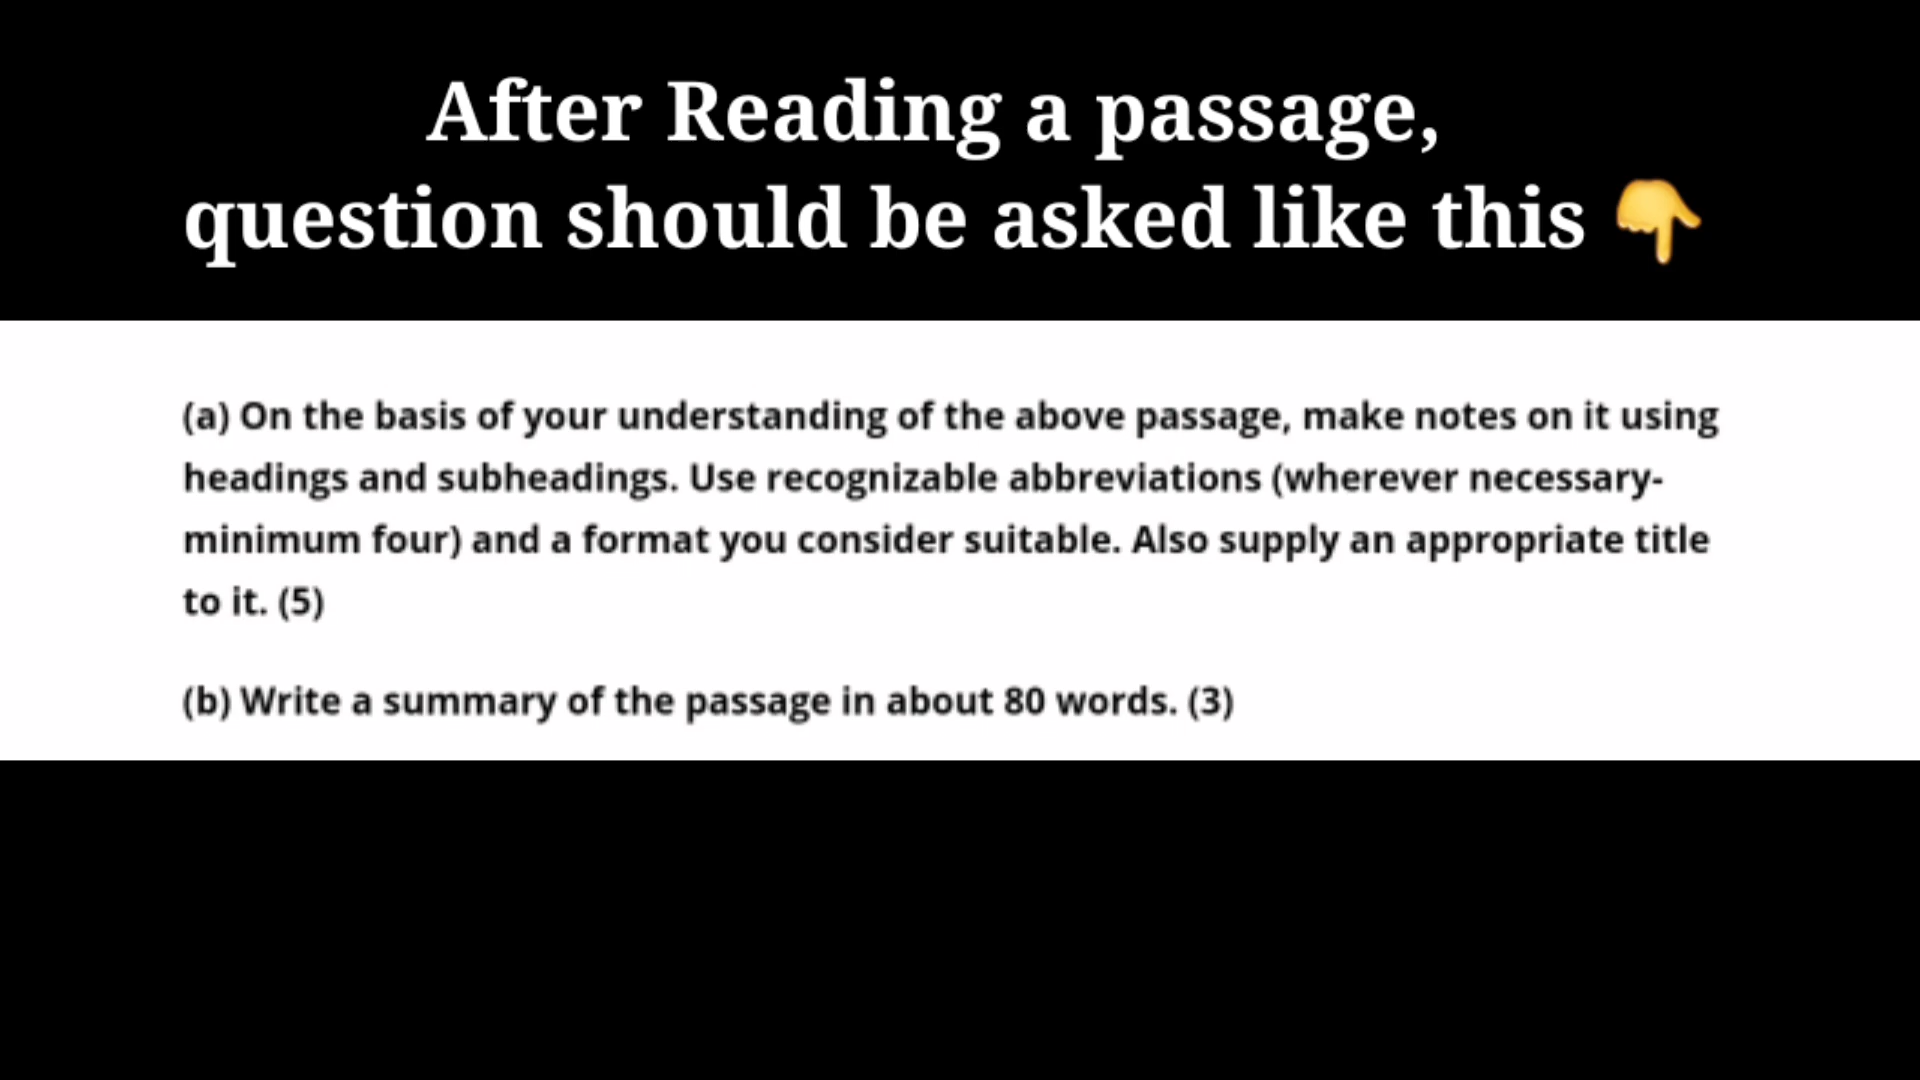 After Reading a passage,
question should be asked like this 👇
(a) On the basis of your understanding of the above passage, make notes on it using
headings and subheadings. Use recognizable abbreviations (wherever necessary-
minimum four) and a format you consider suitable. Also supply an appropriate title
to it. (5)
(b) Write a summary of the passage in about 80 words. (3)